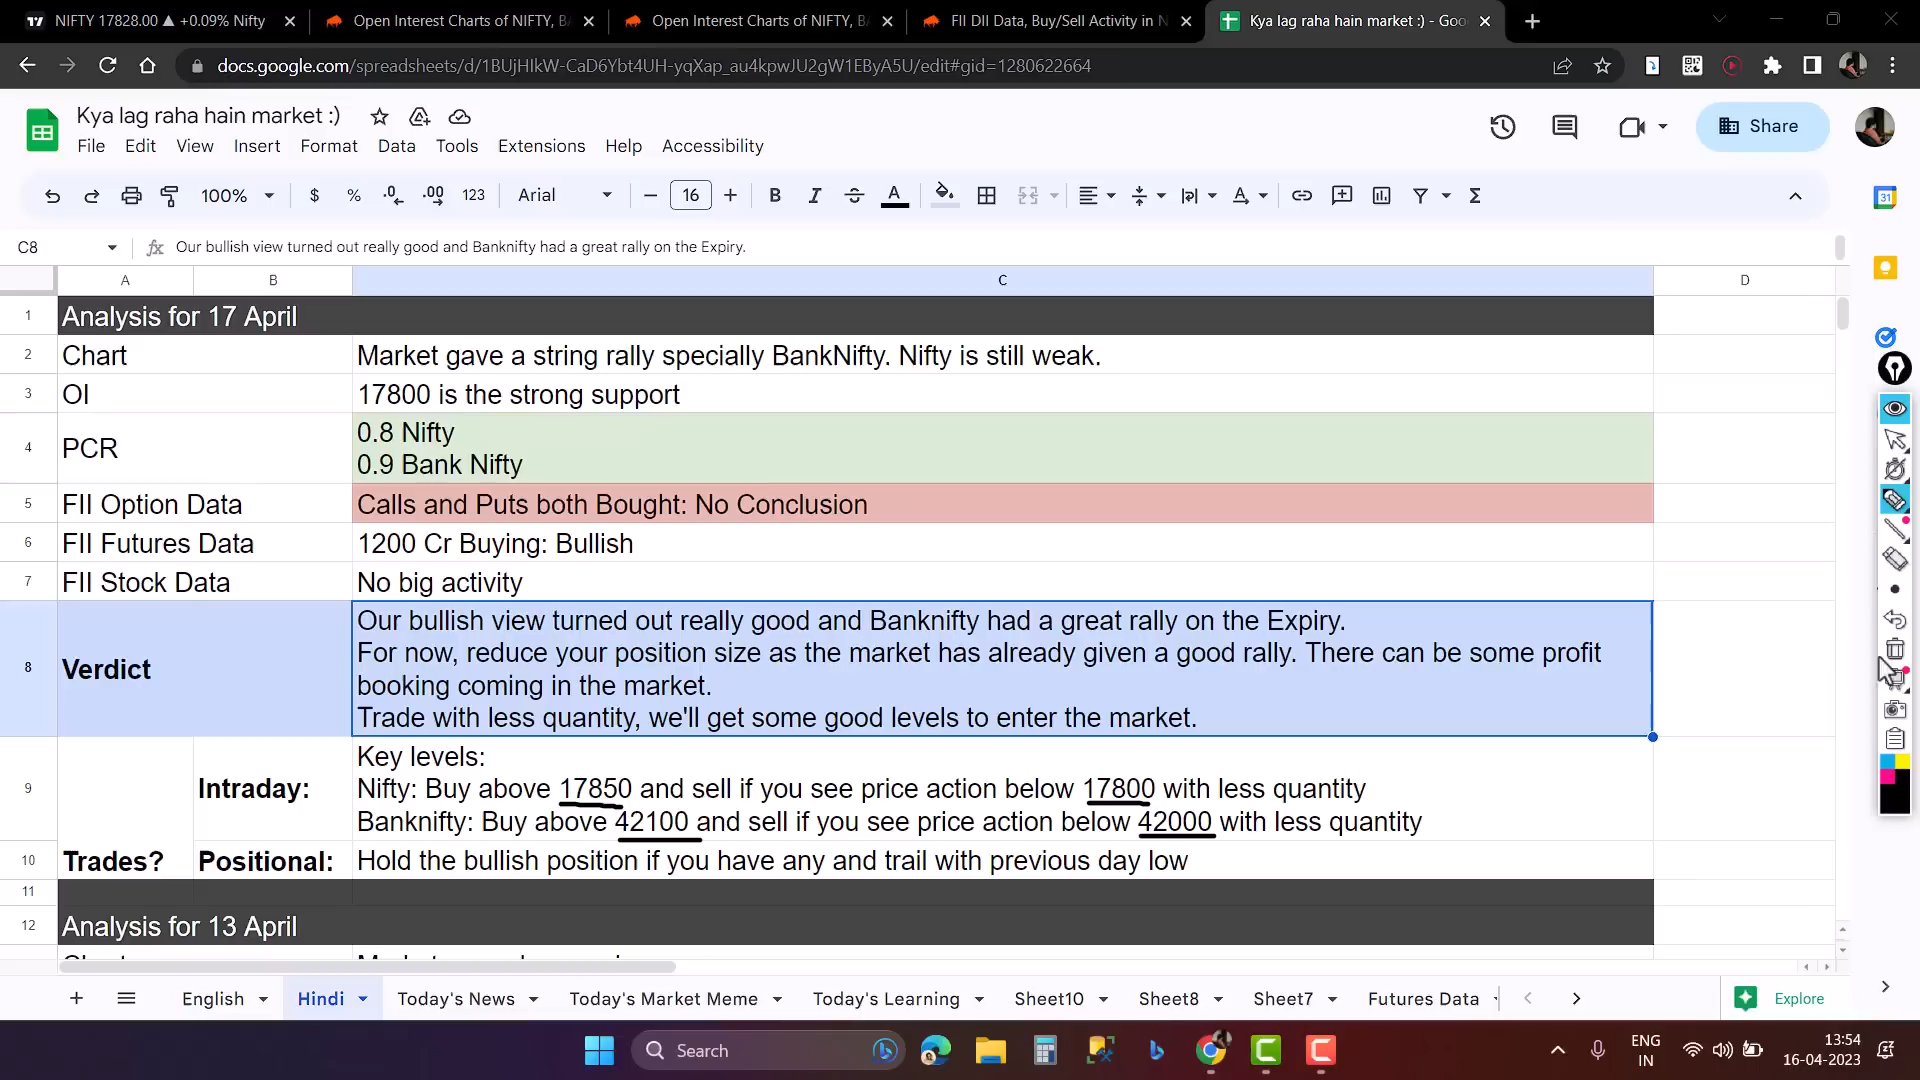 NIFTY 17828.00 ▲ +0.09% Nifty
Open Interest Charts of NIFTY, BA
Open Interest Charts of NIFTY, BA
FII DII Data, Buy/Sell Activity in N
Kya lag raha hain market :) - Goo
docs.google.com/spreadsheets/d/1BUjHIkW-CaD6Ybt4UH-yqXap_au4kpwJU2gW1EByA5U/edit#gid=1280622664
Kya lag raha hain market :)
Share
File Edit View Insert Format Data Tools Extensions Help Accessibility
100% $ % .0 .00 123 Arial 16
31
C8 fx Our bullish view turned out really good and Banknifty had a great rally on the Expiry.
A B C D
1 Analysis for 17 April
2 Chart Market gave a string rally specially BankNifty. Nifty is still weak.
3 OI 17800 is the strong support
4 PCR 0.8 Nifty
0.9 Bank Nifty
5 FII Option Data Calls and Puts both Bought: No Conclusion
6 FII Futures Data 1200 Cr Buying: Bullish
7 FII Stock Data No big activity
8 Verdict Our bullish view turned out really good and Banknifty had a great rally on the Expiry.
For now, reduce your position size as the market has already given a good rally. There can be some profit
booking coming in the market.
Trade with less quantity, we'll get some good levels to enter the market.
9 Intraday: Key levels:
Nifty: Buy above 17850 and sell if you see price action below 17800 with less quantity
Banknifty: Buy above 42100 and sell if you see price action below 42000 with less quantity
10 Trades? Positional: Hold the bullish position if you have any and trail with previous day low
11
12 Analysis for 13 April
English Hindi Today's News Today's Market Meme Today's Learning Sheet10 Sheet8 Sheet7 Futures Data Explore
Search
ENG
IN
13:54
16-04-2023